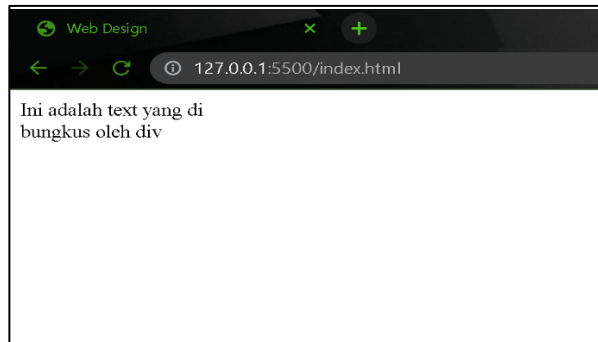 Web Design
127.0.0.1:5500/index.html
Ini adalah text yang di
bungkus oleh div